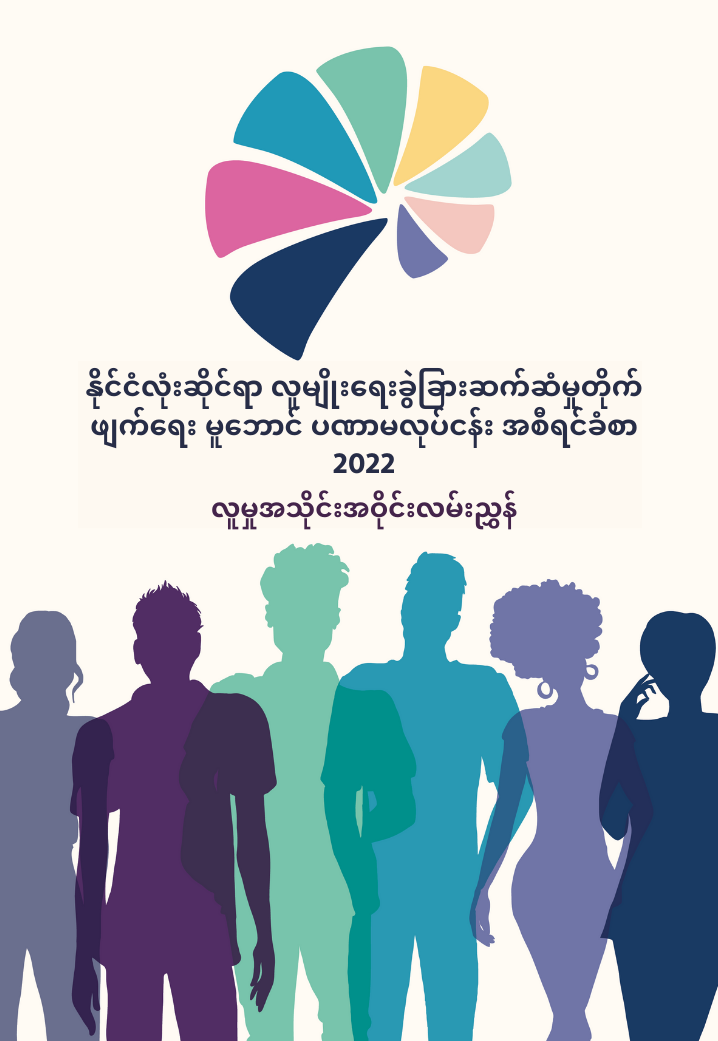 နိုင်ငံလုံးဆိုင်ရာ လူမျိုးရေးခွဲခြားဆက်ဆံမှုတိုက်
ဖျက်ရေး မူဘောင် ပဏာမလုပ်ငန်း အစီရင်ခံစာ
2022
လူမှုအသိုင်းအဝိုင်းလမ်းညွှန်